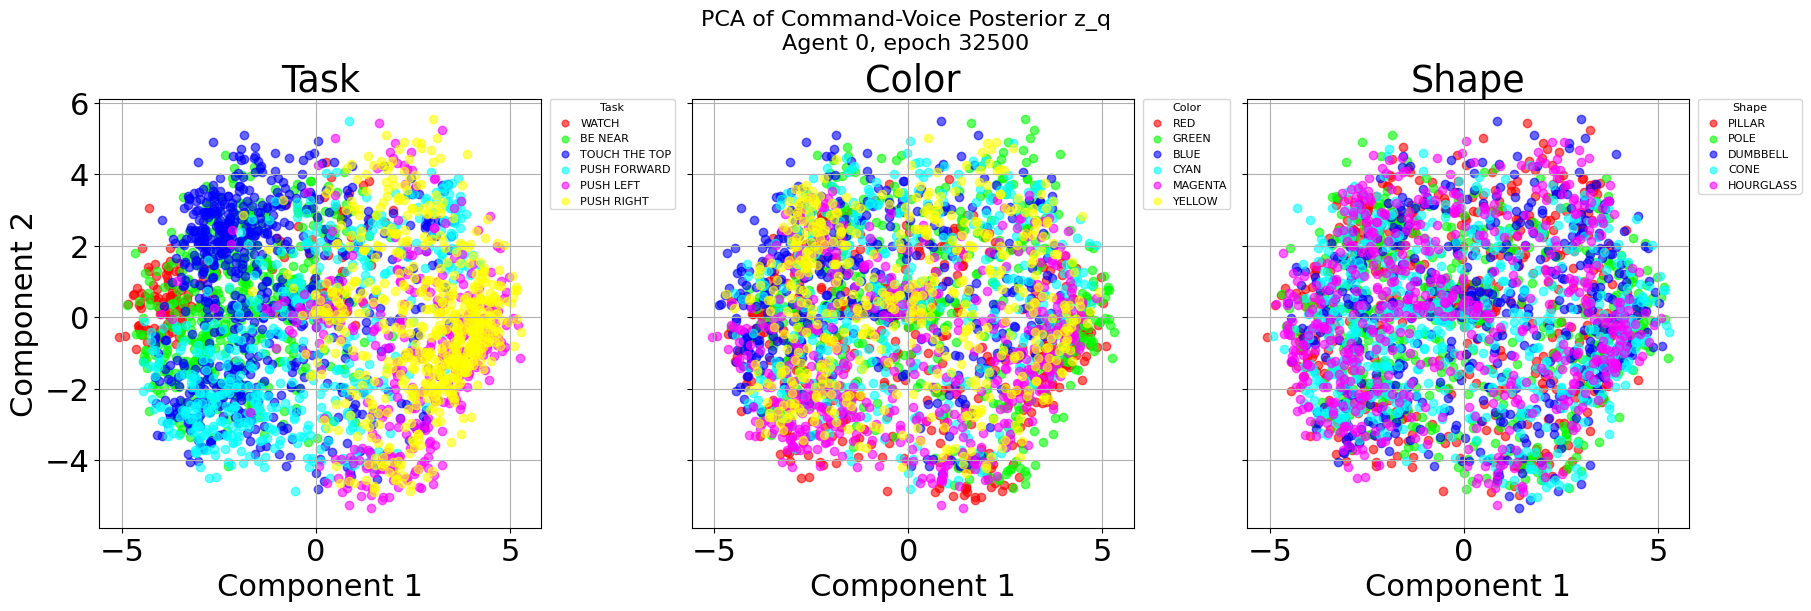 PCA of Command-Voice Posterior z_q
Agent 0, epoch 32500
Task
Color
Shape
Component 2
6
4
2
0
−2
−4
−5 0 5
Component 1
−5 0 5
Component 1
−5 0 5
Component 1
Task
WATCH
BE NEAR
TOUCH THE TOP
PUSH FORWARD
PUSH LEFT
PUSH RIGHT
Color
RED
GREEN
BLUE
CYAN
MAGENTA
YELLOW
Shape
PILLAR
POLE
DUMBBELL
CONE
HOURGLASS